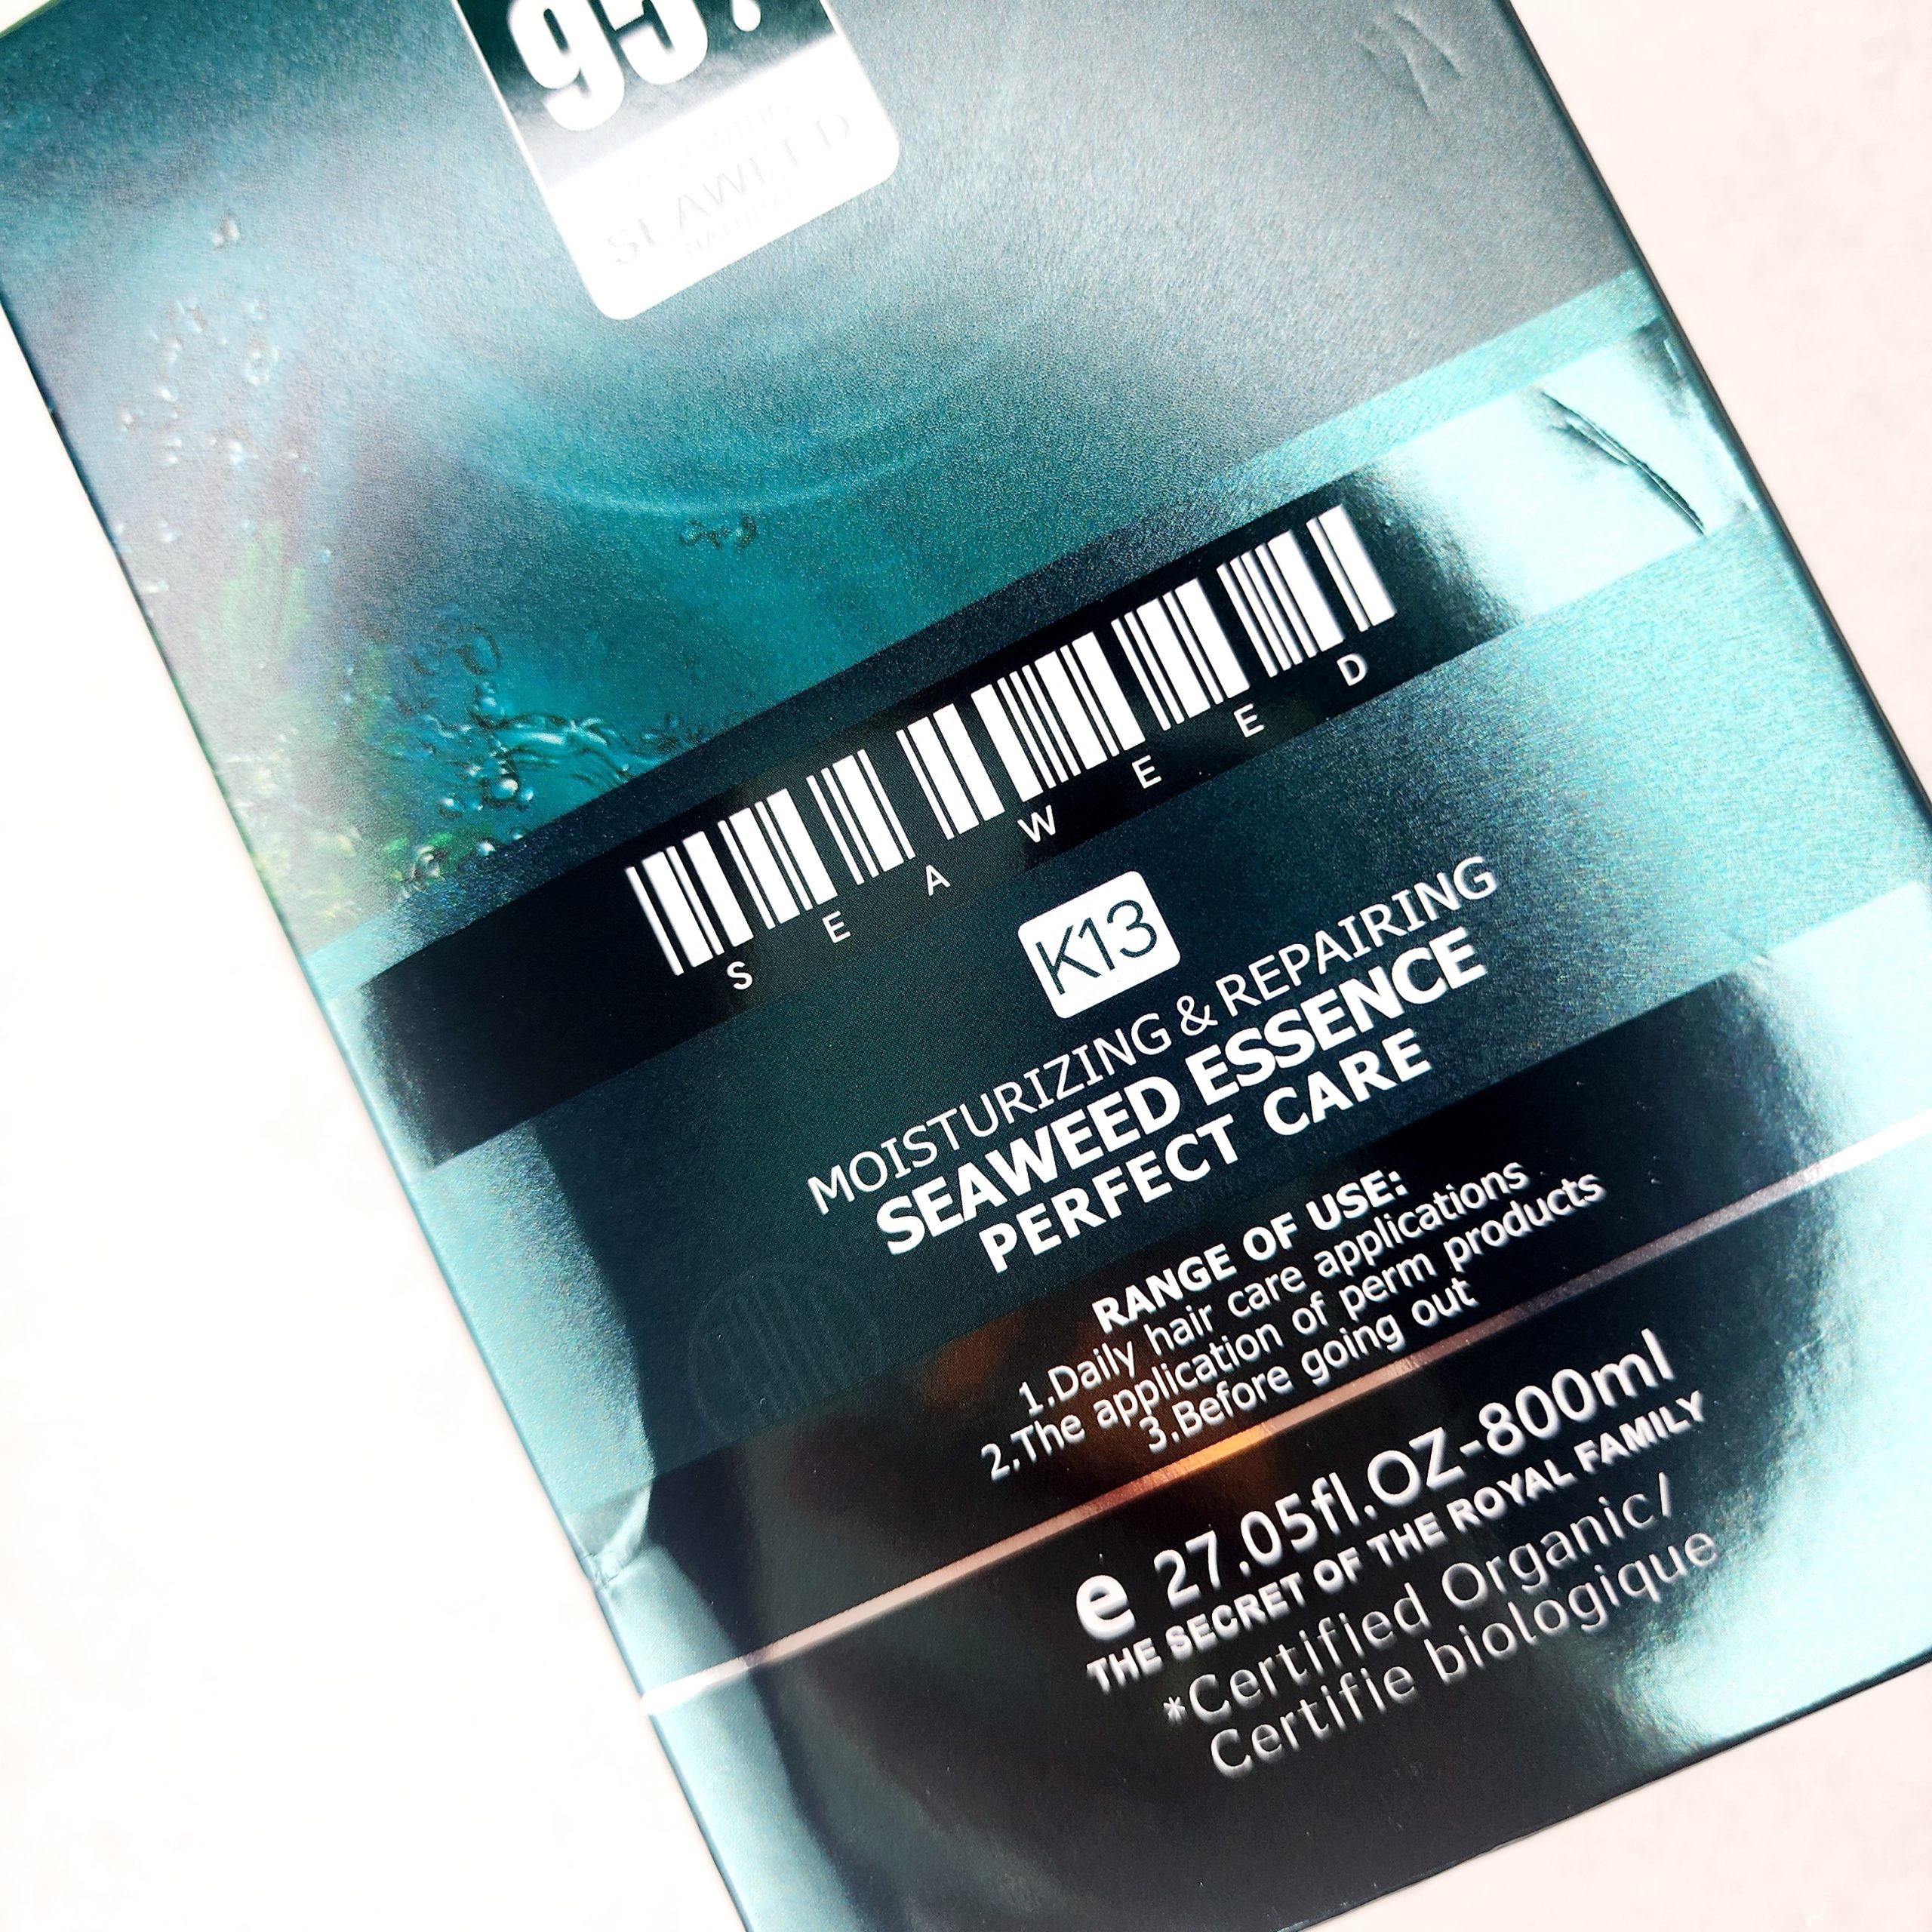 95%
SEAWEED
S E A W E E D
K13
MOISTURIZING & REPAIRING
SEAWEED ESSENCE
PERFECT CARE
RANGE OF USE:
1.Daily hair care applications
2.The application of perm products
3.Before going out
e 27.05fl.OZ-800ml
THE SECRET OF THE ROYAL FAMILY
*Certified Organic/
Certifie biologique